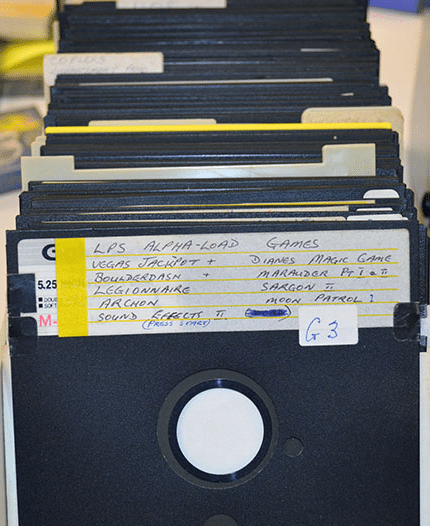 LPS ALPHA-LOAD GAMES
VEGAS JACKPOT + DIANES MAGIC GAME
BOULDERDASH + MARAUDER PT I & II
LEGIONNAIRE SARGON II
ARCHON MOON PATROL !
SOUND EFFECTS II
(PRESS START)
G3
5.25
M-